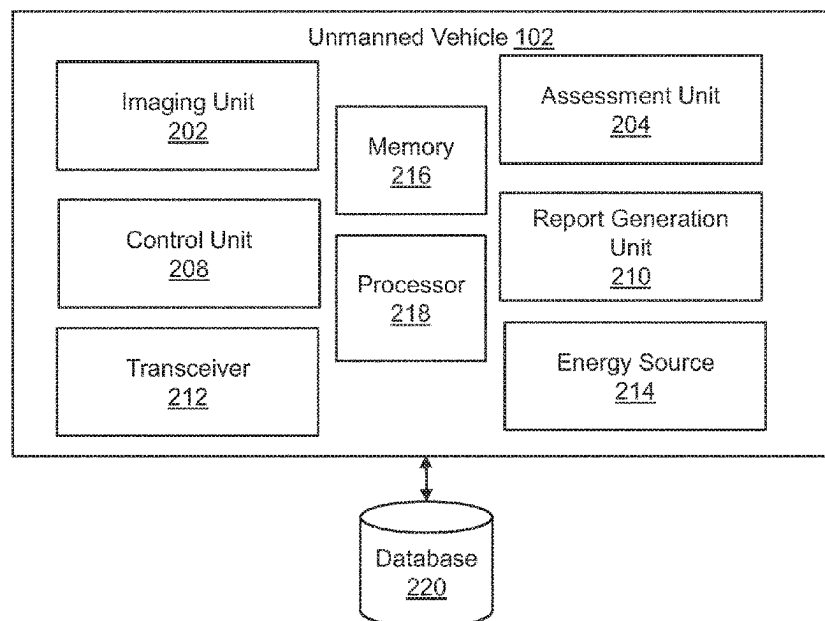 Unmanned Vehicle 102
Imaging Unit
202
Memory
216
Assessment Unit
204
Control Unit
208
Processor
218
Report Generation
Unit
210
Transceiver
212
Energy Source
214
Database
220